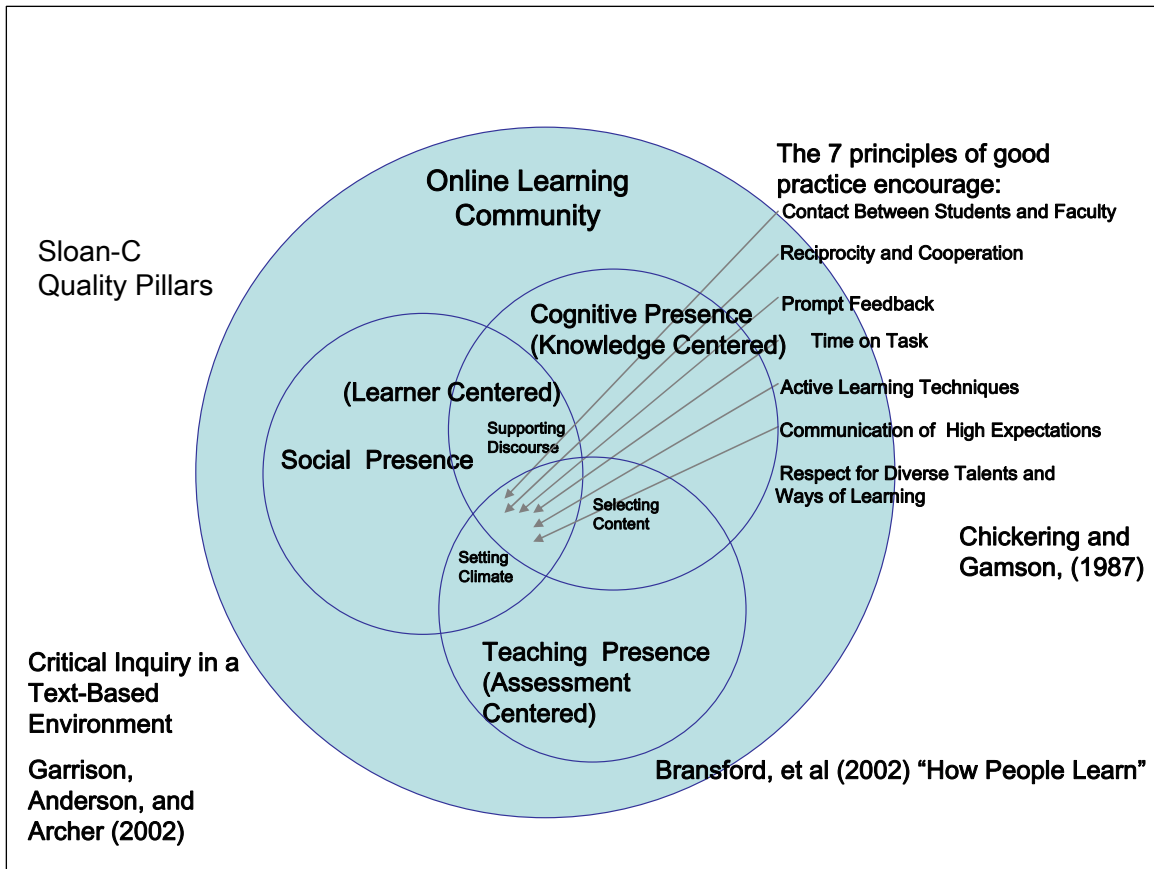 Online Learning
Community
Sloan-C
Quality Pillars
The 7 principles of good
practice encourage:
Contact Between Students and Faculty
Reciprocity and Cooperation
Prompt Feedback
Time on Task
Active Learning Techniques
Communication of High Expectations
Respect for Diverse Talents and
Ways of Learning
Chickering and
Gamson, (1987)
Cognitive Presence
(Knowledge Centered)
(Learner Centered)
Social Presence
Supporting
Discourse
Selecting
Content
Setting
Climate
Teaching Presence
(Assessment
Centered)
Critical Inquiry in a
Text-Based
Environment
Garrison,
Anderson, and
Archer (2002)
Bransford, et al (2002) “How People Learn”